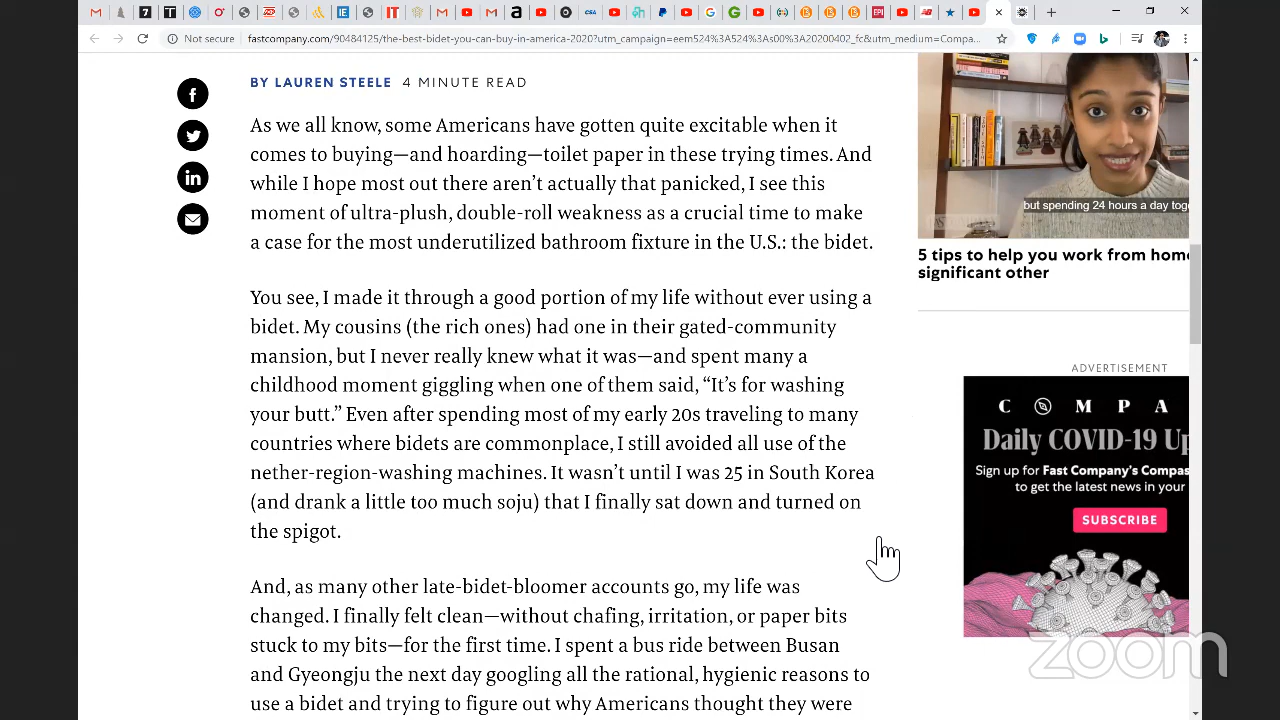 Not secure
fastcompany.com/90484125/the-best-bidet-you-can-buy-in-america-2020?utm_campaign=eem524%3A524%3As00%3A20200402_fc&utm_medium=Compa...
BY LAUREN STEELE 4 MINUTE READ
As we all know, some Americans have gotten quite excitable when it
comes to buying—and hoarding—toilet paper in these trying times. And
while I hope most out there aren’t actually that panicked, I see this
moment of ultra-plush, double-roll weakness as a crucial time to make
a case for the most underutilized bathroom fixture in the U.S.: the bidet.
You see, I made it through a good portion of my life without ever using a
bidet. My cousins (the rich ones) had one in their gated-community
mansion, but I never really knew what it was—and spent many a
childhood moment giggling when one of them said, “It’s for washing
your butt.” Even after spending most of my early 20s traveling to many
countries where bidets are commonplace, I still avoided all use of the
nether-region-washing machines. It wasn’t until I was 25 in South Korea
(and drank a little too much soju) that I finally sat down and turned on
the spigot.
And, as many other late-bidet-bloomer accounts go, my life was
changed. I finally felt clean—without chafing, irritation, or paper bits
stuck to my bits—for the first time. I spent a bus ride between Busan
and Gyeongju the next day googling all the rational, hygienic reasons to
use a bidet and trying to figure out why Americans thought they were
but spending 24 hours a day toge
5 tips to help you work from home
significant other
ADVERTISEMENT
COMPA
Daily COVID-19 Up
Sign up for Fast Company’s Compas
to get the latest news in your
SUBSCRIBE
zoom